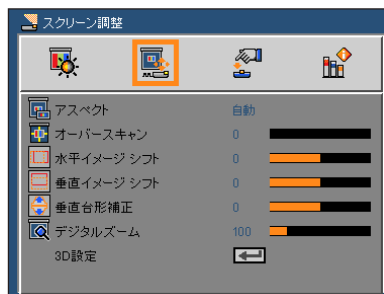 スクリーン調整
アスペクト 自動
オーバースキャン 0
水平イメージ シフト 0
垂直イメージ シフト 0
垂直台形補正 0
デジタルズーム 100
3D設定